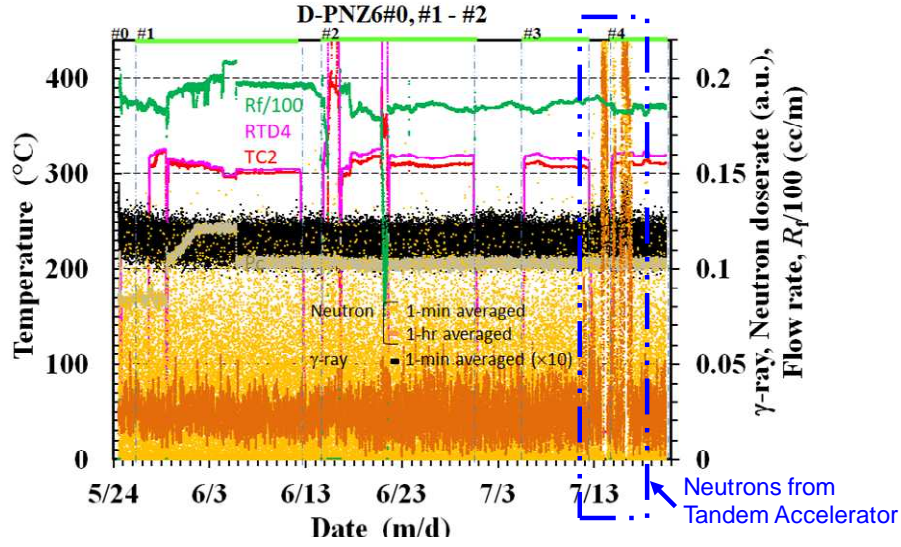 D-PNZ6#0, #1 - #2
#0 #1 #2 #3 #4
400
300
200
100
0
Temperature (°C)
0.2
0.15
0.1
0.05
0
γ-ray, Neutron doserate (a.u.),
Flow rate, Rf/100 (cc/m)
Rf/100
RTD4
TC2
Pc
Neutron
1-min averaged
1-hr averaged
γ-ray
1-min averaged (×10)
5/24 6/3 6/13 6/23 7/3 7/13
Date (m/d)
Neutrons from
Tandem Accelerator